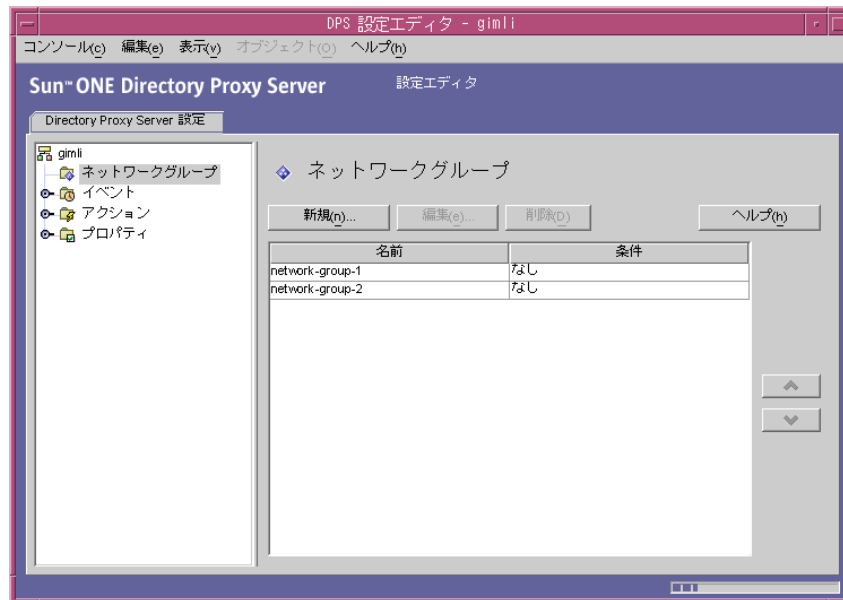 DPS 設定エディタ - gimli
コンソール(c) 編集(e) 表示(v) オブジェクト(O) ヘルプ(h)
Sun™ ONE Directory Proxy Server 設定エディタ
Directory Proxy Server 設定
gimli
ネットワークグループ
イベント
アクション
プロパティ
ネットワークグループ
新規(n)... 編集(e)... 削除(D) ヘルプ(h)
名前 条件
network-group-1 なし
network-group-2 なし